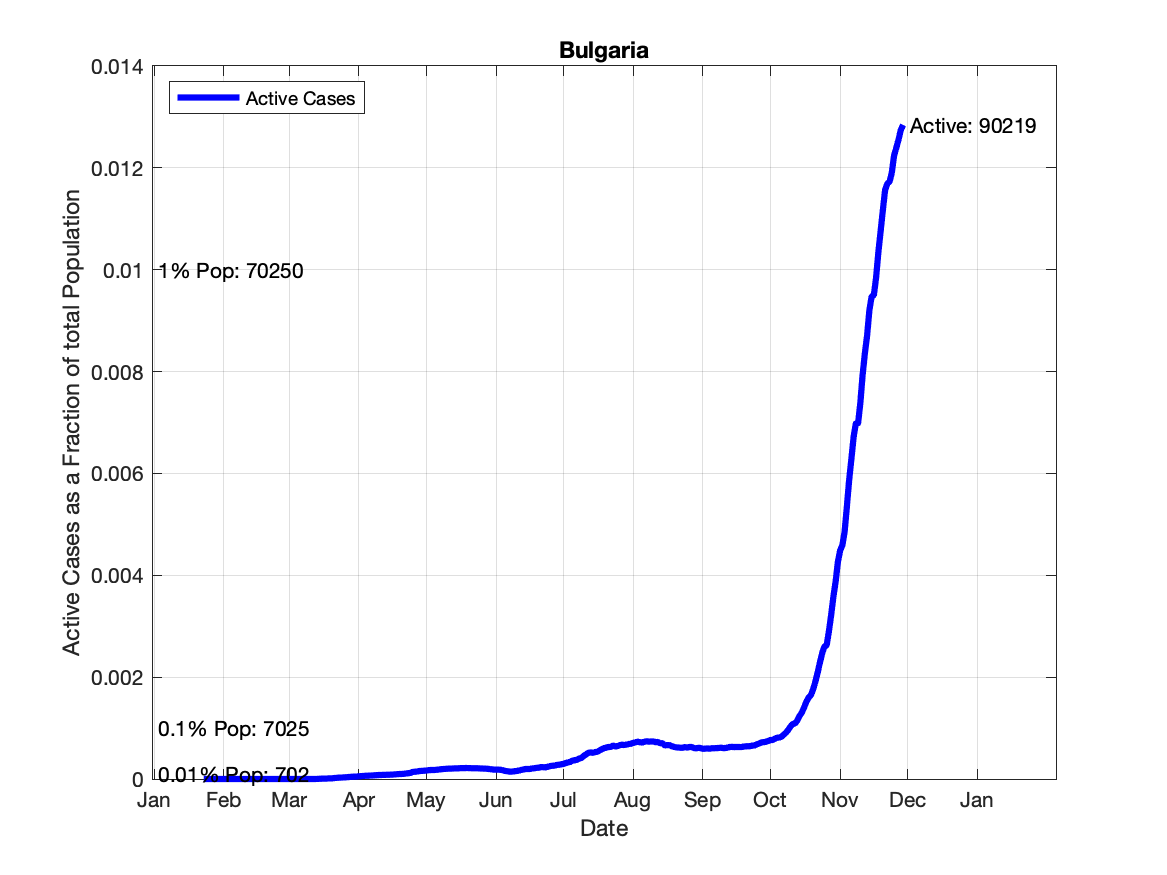 Bulgaria
0.014
Active Cases
Active: 90219
0.012
0.01
1% Pop: 70250
0.008
0.006
0.004
0.002
0.1% Pop: 7025
0
0.01% Pop: 702
Active Cases as a Fraction of total Population
Jan Feb Mar Apr May Jun Jul Aug Sep Oct Nov Dec Jan
Date